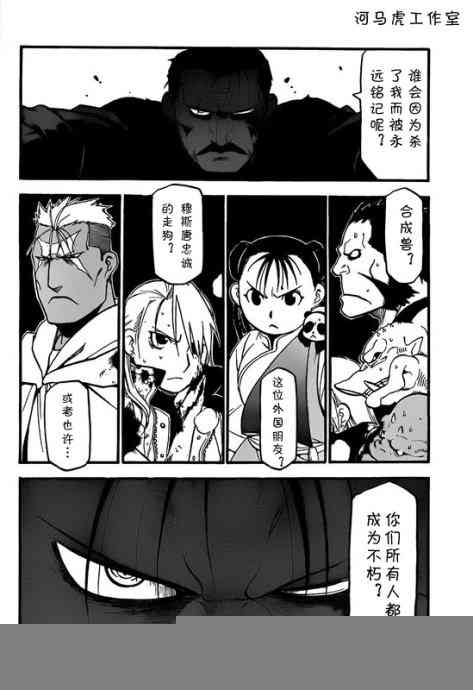 河马虎工作室
谁会因为杀
了我而被永
远铭记呢？
合成兽？
这位外国朋友？
穆斯唐忠诚
的走狗？
或者也许…
你们所有人都
成为不朽？